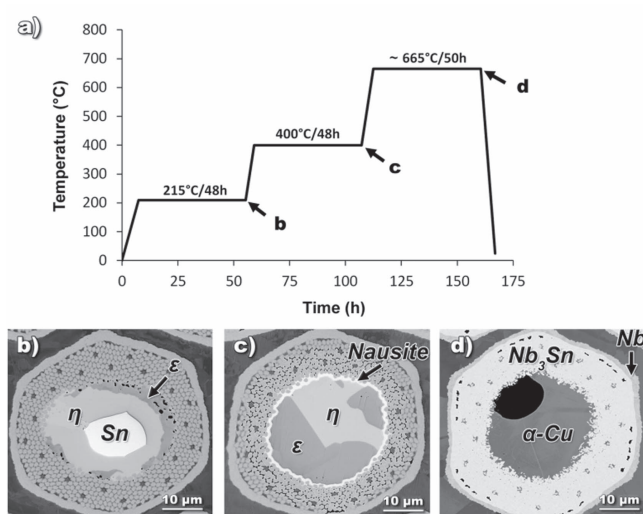 a)
800
700
600
500
400
300
200
100
0
Temperature (°C)
215°C/48h
400°C/48h
~ 665°C/50h
b
c
d
0 25 50 75 100 125 150 175
Time (h)
b)
ε
η
Sn
10 µm
c)
Nausite
η
ε
10 µm
d)
Nb
Nb3Sn
α-Cu
10 µm